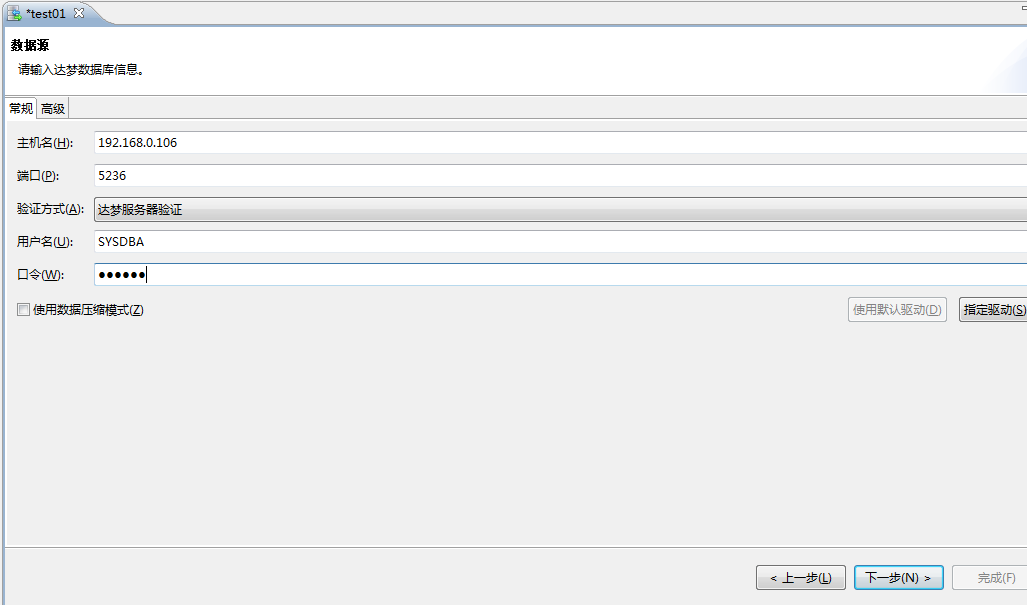 *test01
数据源
请输入达梦数据库信息。
常规 高级
主机名(H): 192.168.0.106
端口(P): 5236
验证方式(A): 达梦服务器验证
用户名(U): SYSDBA
口令(W): ●●●●●●
使用数据压缩模式(Z) 使用默认驱动(D) 指定驱动(S)
< 上一步(L) 下一步(N) > 完成(F)